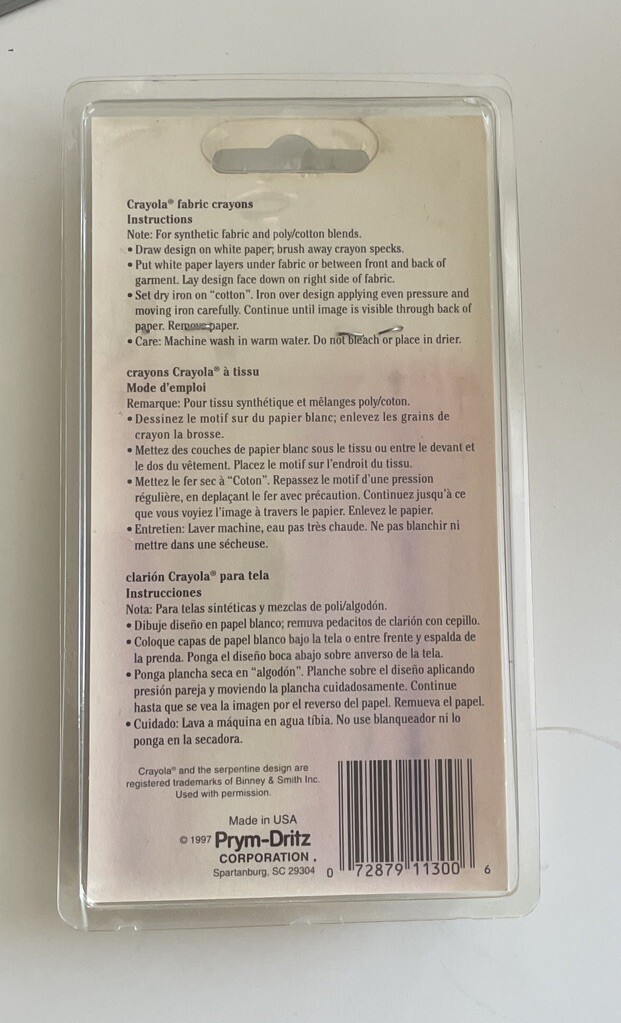 Crayola® fabric crayons
Instructions
Note: For synthetic fabric and poly/cotton blends.
• Draw design on white paper; brush away crayon specks.
• Put white paper layers under fabric or between front and back of
garment. Lay design face down on right side of fabric.
• Set dry iron on “cotton”. Iron over design applying even pressure and
moving iron carefully. Continue until image is visible through back of
paper. Remove paper.
• Care: Machine wash in warm water. Do not bleach or place in drier.
crayons Crayola® à tissu
Mode d'emploi
Remarque: Pour tissu synthétique et mêlanges poly/coton.
• Dessinez le motif sur du papier blanc; enlevez les grains de
crayon la brosse.
• Mettez des couches de papier blanc sous le tissu ou entre le devant et
le dos du vêtement. Placez le motif sur l'endroit du tissu.
• Mettez le fer sec à “Coton”. Repassez le motif d'une pression
régulière, en deplaçant le fer avec précaution. Continuez jusqu'à ce
que vous voyiez l'image à travers le papier. Enlevez le papier.
• Entretien: Laver machine, eau pas très chaude. Ne pas blanchir ni
mettre dans une sécheuse.
clarión Crayola® para tela
Instrucciones
Nota: Para telas sintéticas y mezclas de poli/algodón.
• Dibuje diseño en papel blanco; remuva pedacitos de clarión con cepillo.
• Coloque capas de papel blanco bajo la tela o entre frente y espalda de
la prenda. Ponga el diseño boca abajo sobre anverso de la tela.
• Ponga plancha seca en “algodón”. Planche sobre el diseño aplicando
presión pareja y moviendo la plancha cuidadosamente. Continue
hasta que se vea la imagen por el reverso del papel. Remueva el papel.
• Cuidado: Lava a máquina en agua tíbia. No use blanqueador ni lo
ponga en la secadora.
Crayola® and the serpentine design are
registered trademarks of Binney & Smith Inc.
Used with permission.
Made in USA
© 1997 Prym-Dritz
CORPORATION.
Spartanburg, SC 29304
0 72879 11300 6